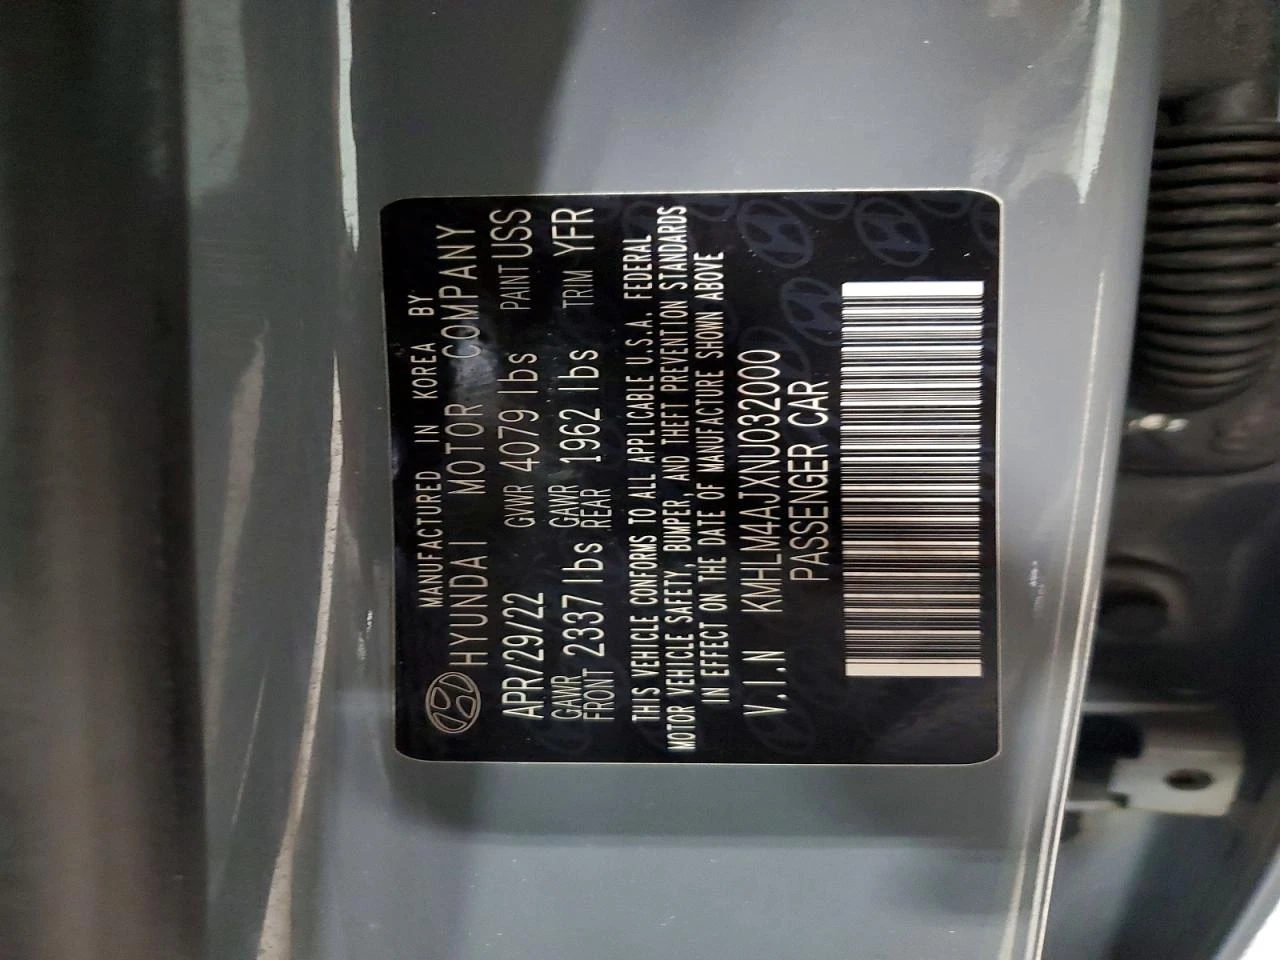 MANUFACTURED IN KOREA BY
HYUNDAI MOTOR COMPANY
APR/29/22 GVWR 4079 lbs PAINT USS
GAWR FRONT 2337 lbs GAWR REAR 1962 lbs TRIM YFR
THIS VEHICLE CONFORMS TO ALL APPLICABLE U.S.A. FEDERAL
MOTOR VEHICLE SAFETY, BUMPER, AND THEFT PREVENTION STANDARDS
IN EFFECT ON THE DATE OF MANUFACTURE SHOWN ABOVE
V.I.N KMHLM4AJXNU032000
PASSENGER CAR